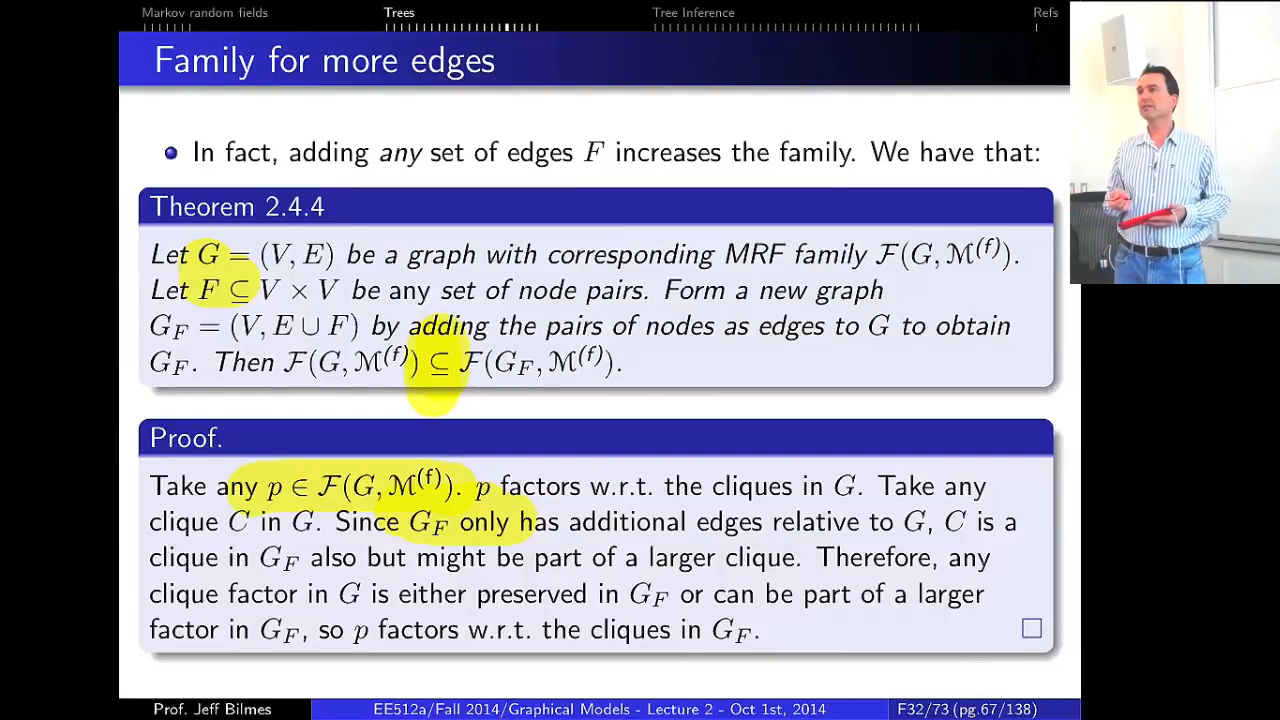 Markov random fields Trees Tree Inference Refs
Family for more edges
In fact, adding any set of edges F increases the family. We have that:
Theorem 2.4.4
Let G = (V, E) be a graph with corresponding MRF family ℱ(G, ℳ⁽ᶠ⁾).
Let F ⊆ V × V be any set of node pairs. Form a new graph
G_F = (V, E ∪ F) by adding the pairs of nodes as edges to G to obtain
G_F. Then ℱ(G, ℳ⁽ᶠ⁾) ⊆ ℱ(G_F, ℳ⁽ᶠ⁾).
Proof.
Take any p ∈ ℱ(G, ℳ⁽ᶠ⁾). p factors w.r.t. the cliques in G. Take any
clique C in G. Since G_F only has additional edges relative to G, C is a
clique in G_F also but might be part of a larger clique. Therefore, any
clique factor in G is either preserved in G_F or can be part of a larger
factor in G_F, so p factors w.r.t. the cliques in G_F. □
Prof. Jeff Bilmes EE512a/Fall 2014/Graphical Models - Lecture 2 - Oct 1st, 2014 F32/73 (pg.67/138)